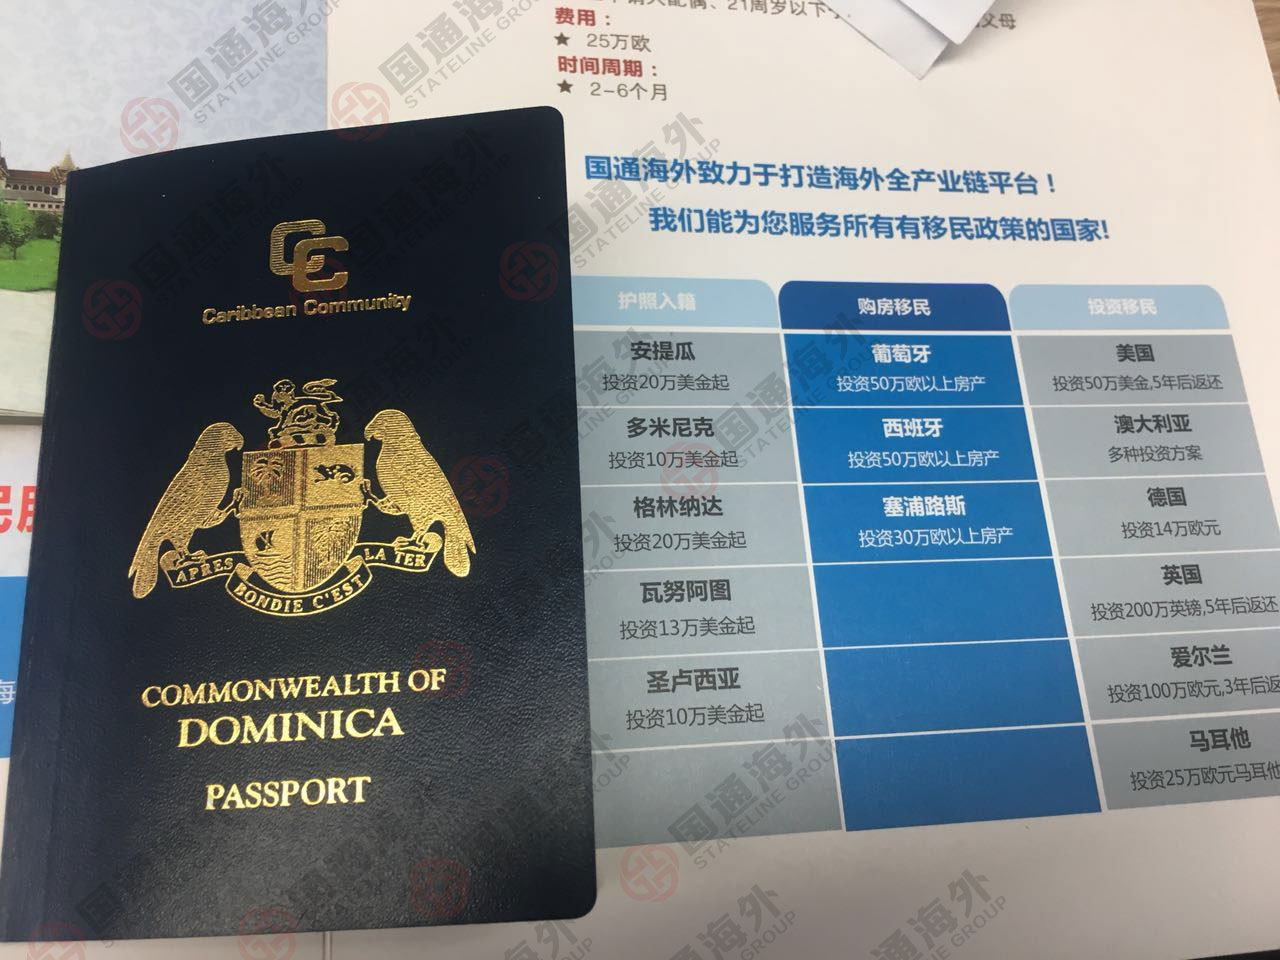 21周岁以下
父母
费用：
★ 25万欧
时间周期：
★ 2-6个月
国通海外致力于打造海外全产业链平台！
我们能为您服务所有有移民政策的国家!
护照入籍
购房移民
投资移民
安提瓜
投资20万美金起
葡萄牙
投资50万欧以上房产
美国
投资50万美金,5年后返还
多米尼克
投资10万美金起
西班牙
投资50万欧以上房产
澳大利亚
多种投资方案
格林纳达
投资20万美金起
塞浦路斯
投资30万欧以上房产
德国
投资14万欧元
瓦努阿图
投资13万美金起
英国
投资200万英镑,5年后返还
圣卢西亚
投资10万美金起
爱尔兰
投资100万欧元,3年后返
马耳他
投资25万欧元马耳他
Caribbean Community
APRES
BONDIE C'EST
LA TER
COMMONWEALTH OF
DOMINICA
PASSPORT
国通海外
STATELINE GROUP